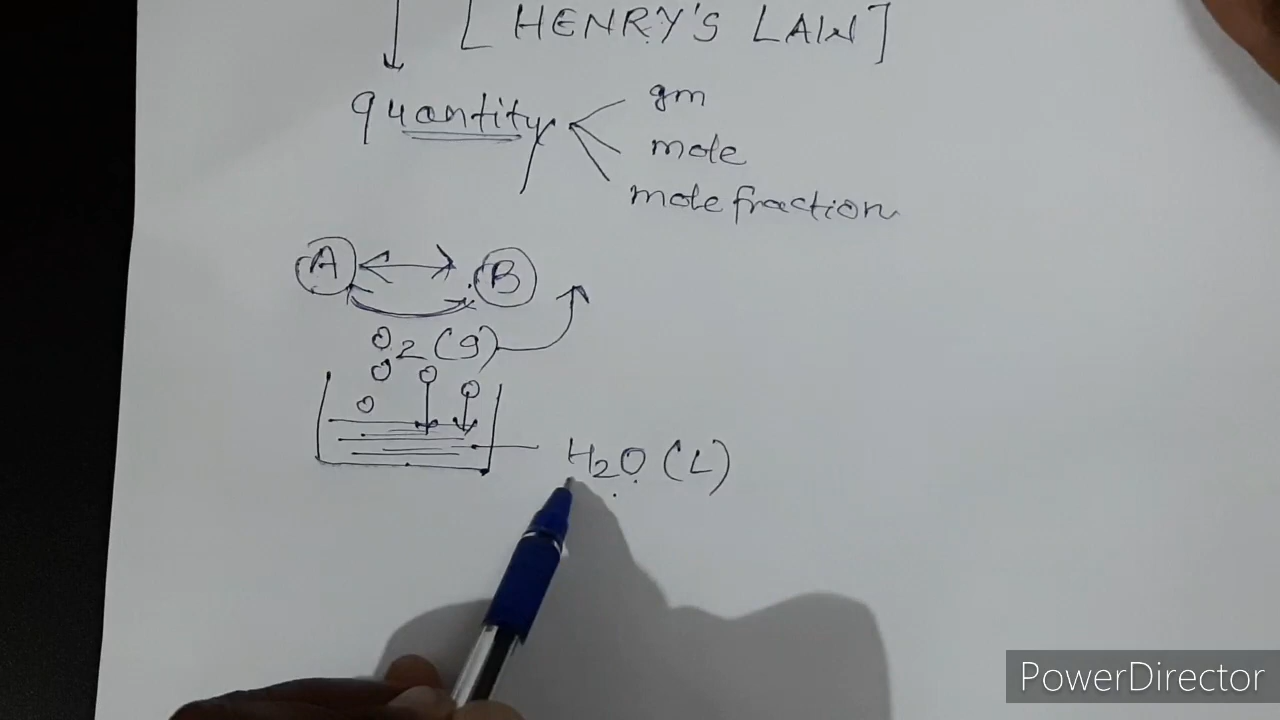 [ HENRY'S LAW ]
quantity
gm
mole
mole fraction
A B
O2 (g)
H2O (L)
PowerDirector